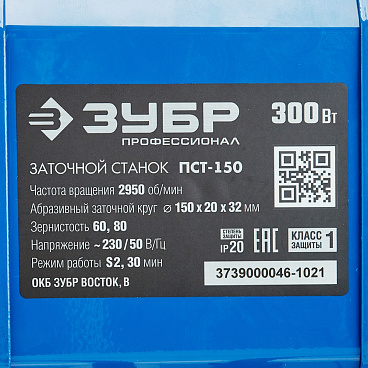 ЗУБР
ПРОФЕССИОНАЛ
300 Вт
ЗАТОЧНОЙ СТАНОК ПСТ-150
Частота вращения 2950 об/мин
Абразивный заточной круг ⌀ 150 x 20 x 32 мм
Зернистость 60, 80
Напряжение ~230/50 В/Гц
Режим работы S2, 30 мин
ОКБ ЗУБР ВОСТОК, В
СТЕПЕНЬ
ЗАЩИТЫ
IP20
EAC
КЛАСС
ЗАЩИТЫ 1
3739000046-1021